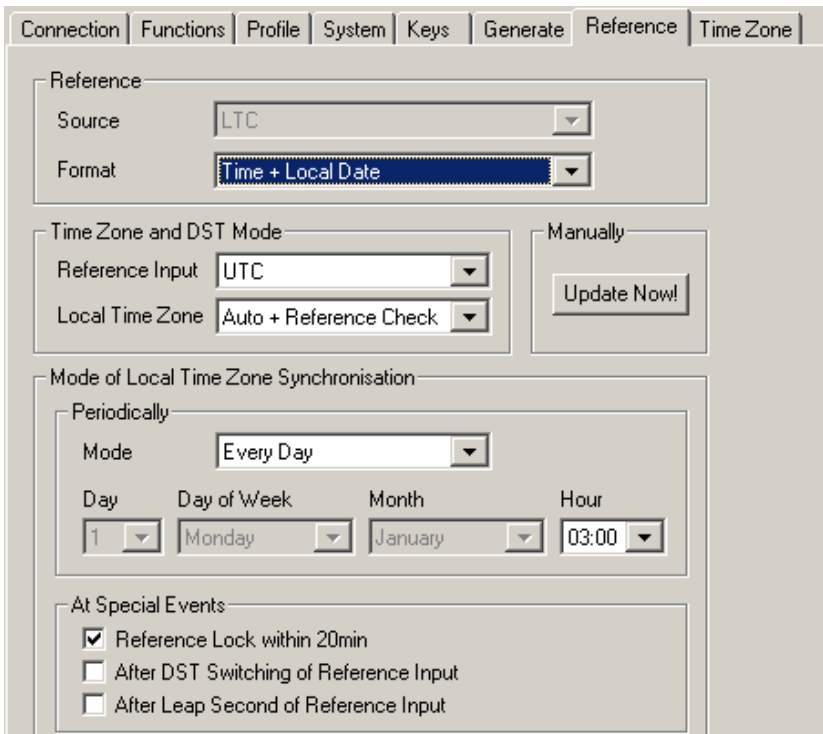 Connection Functions Profile System Keys Generate Reference Time Zone
Reference
Source LTC
Format Time + Local Date
Time Zone and DST Mode
Reference Input UTC
Local Time Zone Auto + Reference Check
Manually
Update Now!
Mode of Local Time Zone Synchronisation
Periodically
Mode Every Day
Day Day of Week Month Hour
1 Monday January 03:00
At Special Events
Reference Lock within 20min
After DST Switching of Reference Input
After Leap Second of Reference Input